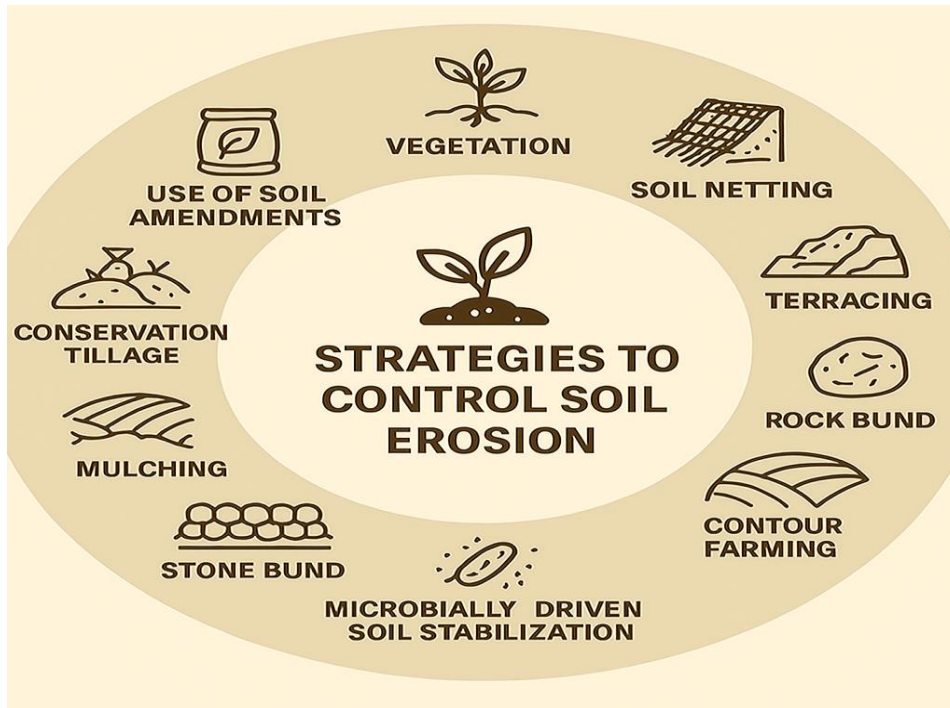 VEGETATION
SOIL NETTING
TERRACING
ROCK BUND
CONTOUR
FARMING
MICROBIALLY DRIVEN
SOIL STABILIZATION
STONE BUND
MULCHING
CONSERVATION
TILLAGE
USE OF SOIL
AMENDMENTS
STRATEGIES TO
CONTROL SOIL
EROSION